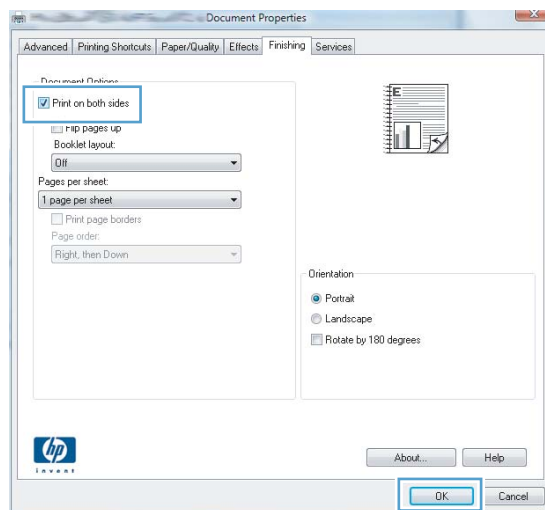 Document Properties
Advanced Printing Shortcuts Paper/Quality Effects Finishing Services
Document Options
Print on both sides
Flip pages up
Booklet layout:
Off
Pages per sheet:
1 page per sheet
Print page borders
Page order:
Right, then Down
E
Orientation
Portrait
Landscape
Rotate by 180 degrees
hp
invent
About... Help
OK Cancel